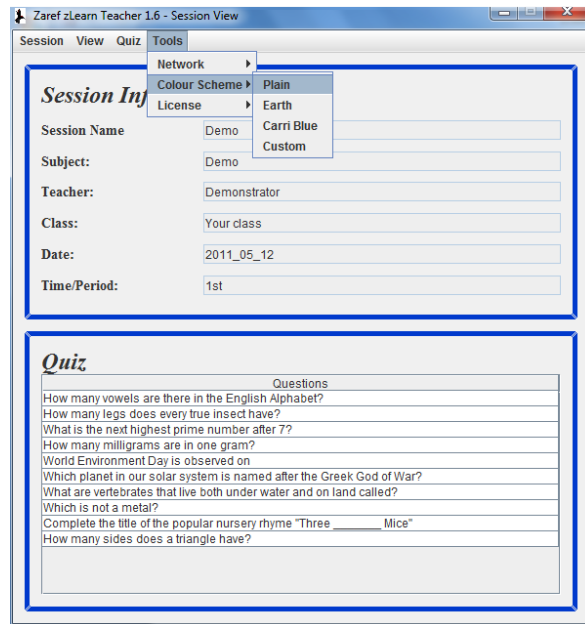 Zaref zLearn Teacher 1.6 - Session View
Session View Quiz Tools
Network
Colour Scheme
License
Plain
Earth
Carri Blue
Custom
Session Inf
Session Name Demo
Subject: Demo
Teacher: Demonstrator
Class: Your class
Date: 2011_05_12
Time/Period: 1st
Quiz
Questions
How many vowels are there in the English Alphabet?
How many legs does every true insect have?
What is the next highest prime number after 7?
How many milligrams are in one gram?
World Environment Day is observed on
Which planet in our solar system is named after the Greek God of War?
What are vertebrates that live both under water and on land called?
Which is not a metal?
Complete the title of the popular nursery rhyme "Three ________ Mice"
How many sides does a triangle have?